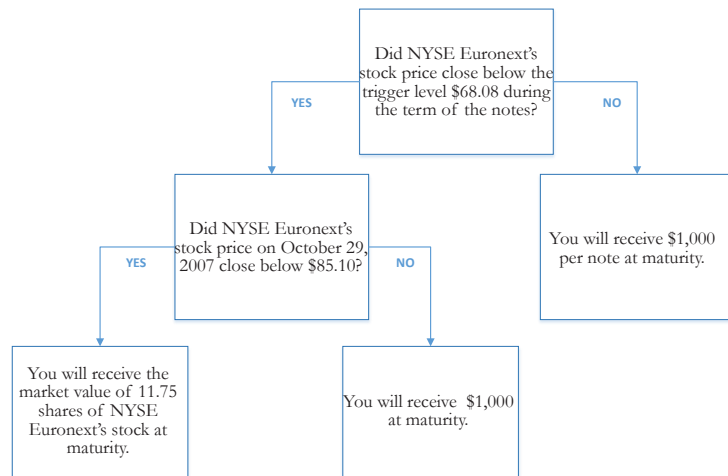 Did NYSE Euronext's
stock price close below the
trigger level $68.08 during
the term of the notes?
YES
NO
Did NYSE Euronext's
stock price on October 29,
2007 close below $85.10?
You will receive $1,000
per note at maturity.
YES
NO
You will receive the
market value of 11.75
shares of NYSE
Euronext's stock at
maturity.
You will receive $1,000
at maturity.